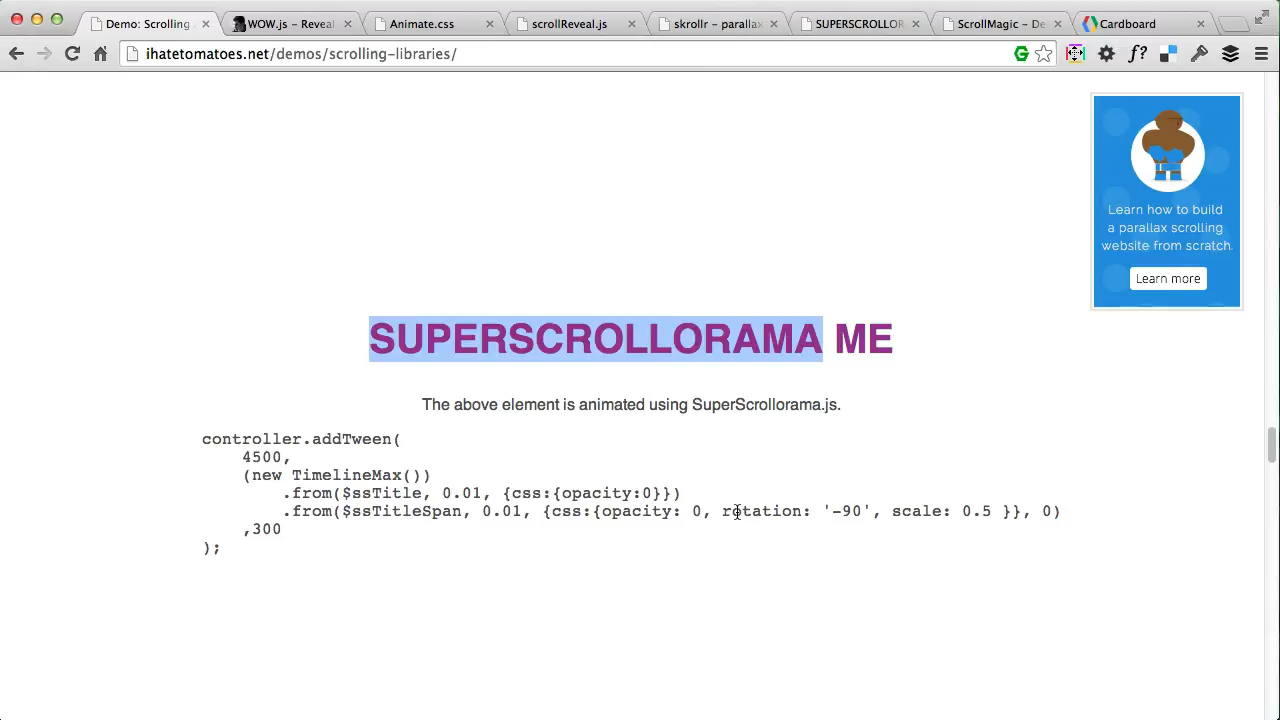 Demo: Scrolling
WOW.js – Reveal
Animate.css
scrollReveal.js
skrollr – parallax
SUPERSCROLLOR
ScrollMagic – De
Cardboard
ihatetomatoes.net/demos/scrolling-libraries/
f?
Learn how to build
a parallax scrolling
website from scratch.
Learn more
SUPERSCROLLORAMA ME
The above element is animated using SuperScrollorama.js.
controller.addTween(
4500,
(new TimelineMax())
.from($ssTitle, 0.01, {css:{opacity:0}})
.from($ssTitleSpan, 0.01, {css:{opacity: 0, rotation: '-90', scale: 0.5 }}, 0)
,300
);